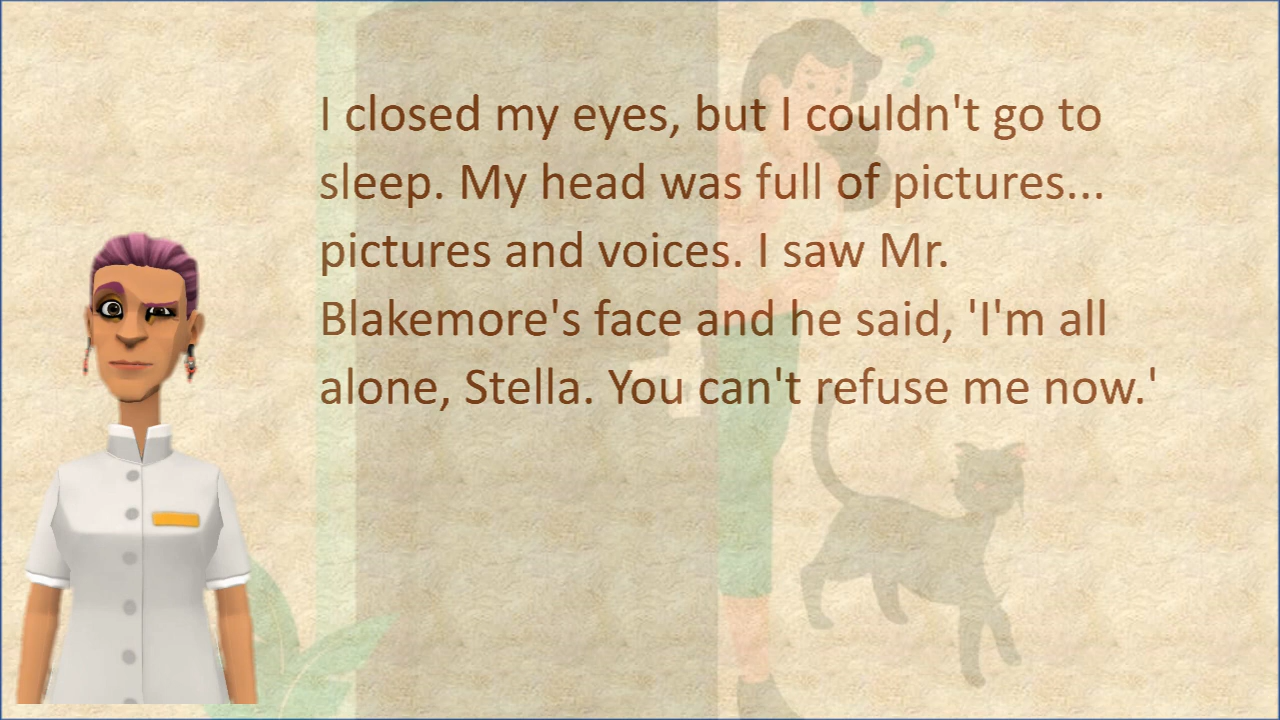 I closed my eyes, but I couldn't go to
sleep. My head was full of pictures...
pictures and voices. I saw Mr.
Blakemore's face and he said, 'I'm all
alone, Stella. You can't refuse me now.'
?